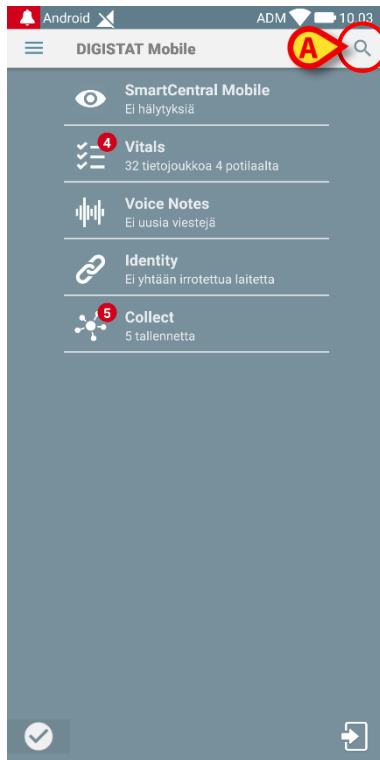 Android ADM 10.03
DIGISTAT Mobile A
SmartCentral Mobile
Ei hälytyksiä
4
Vitals
32 tietojoukkoa 4 potilaalta
Voice Notes
Ei uusia viestejä
Identity
Ei yhtään irrotettua laitetta
5
Collect
5 tallennetta